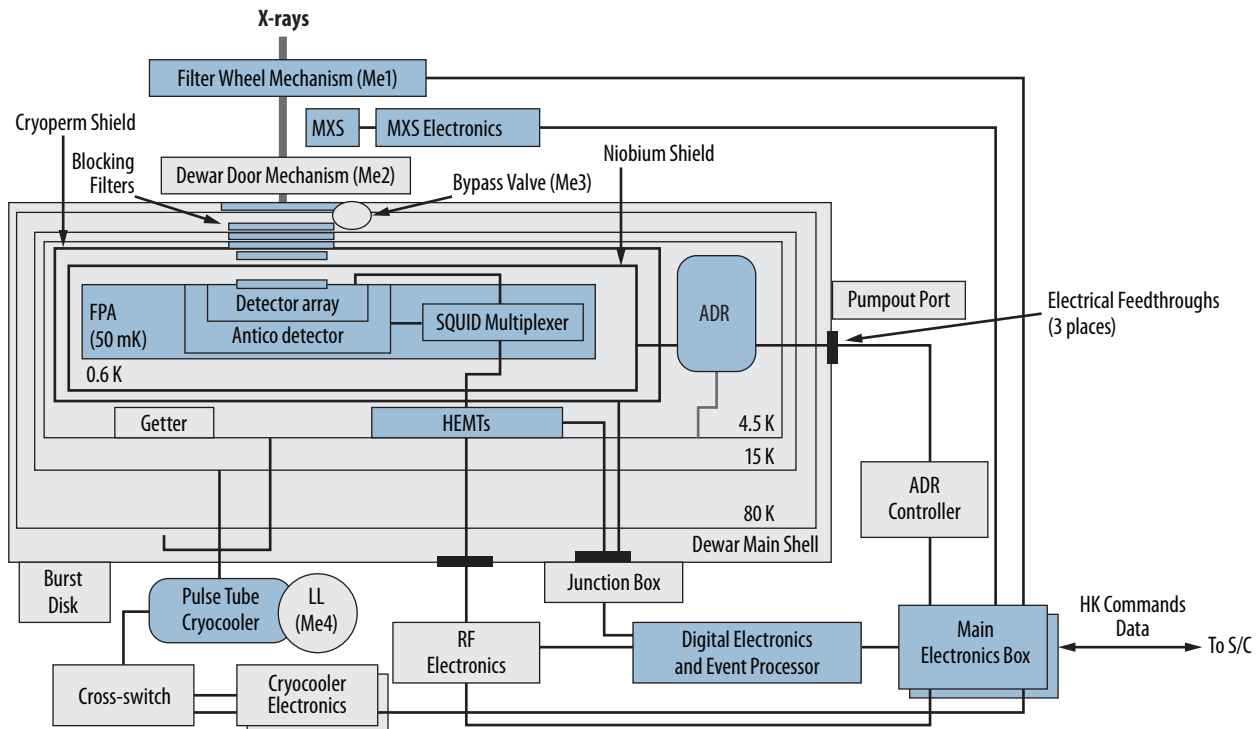 X-rays
Filter Wheel Mechanism (Me1)
Cryoperm Shield
MXS
MXS Electronics
Blocking
Filters
Dewar Door Mechanism (Me2)
Niobium Shield
Bypass Valve (Me3)
FPA
(50 mK)
Detector array
Antico detector
SQUID Multiplexer
ADR
Pumpout Port
Electrical Feedthroughs
(3 places)
0.6 K
Getter
HEMTs
4.5 K
15 K
80 K
Dewar Main Shell
ADR
Controller
Burst
Disk
Pulse Tube
Cryocooler
LL
(Me4)
Junction Box
RF
Electronics
Digital Electronics
and Event Processor
Main
Electronics Box
HK Commands
Data
To S/C
Cross-switch
Cryocooler
Electronics